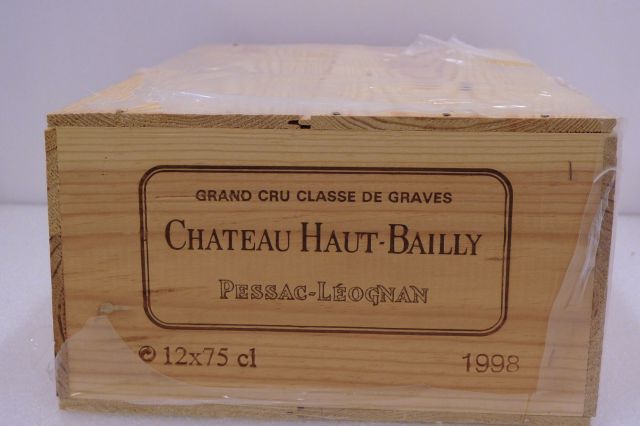 GRAND CRU CLASSE DE GRAVES
CHATEAU HAUT-BAILLY
PESSAC-LÉOGNAN
12x75 cl
1998